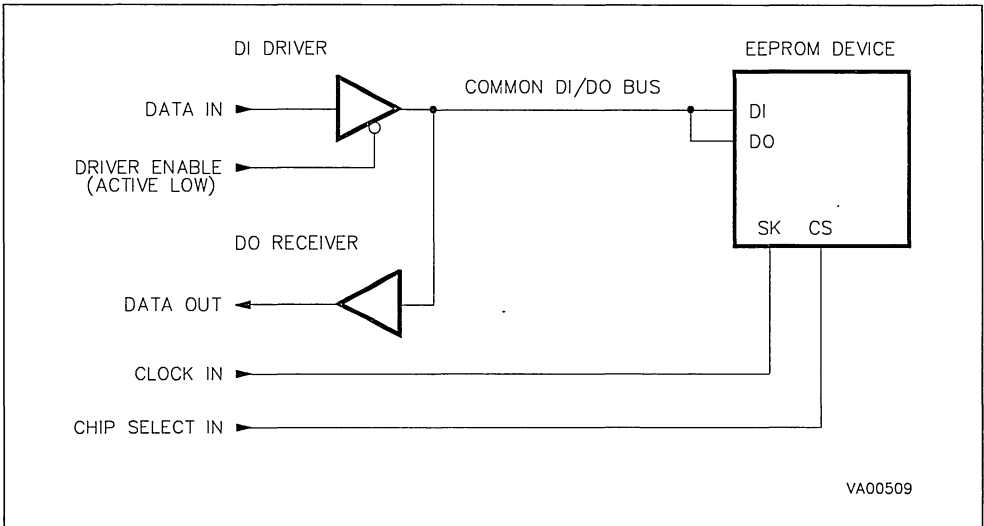 DI DRIVER
EEPROM DEVICE
COMMON DI/DO BUS
DATA IN
DI
DO
DRIVER ENABLE
(ACTIVE LOW)
SK CS
DO RECEIVER
DATA OUT
CLOCK IN
CHIP SELECT IN
VA00509